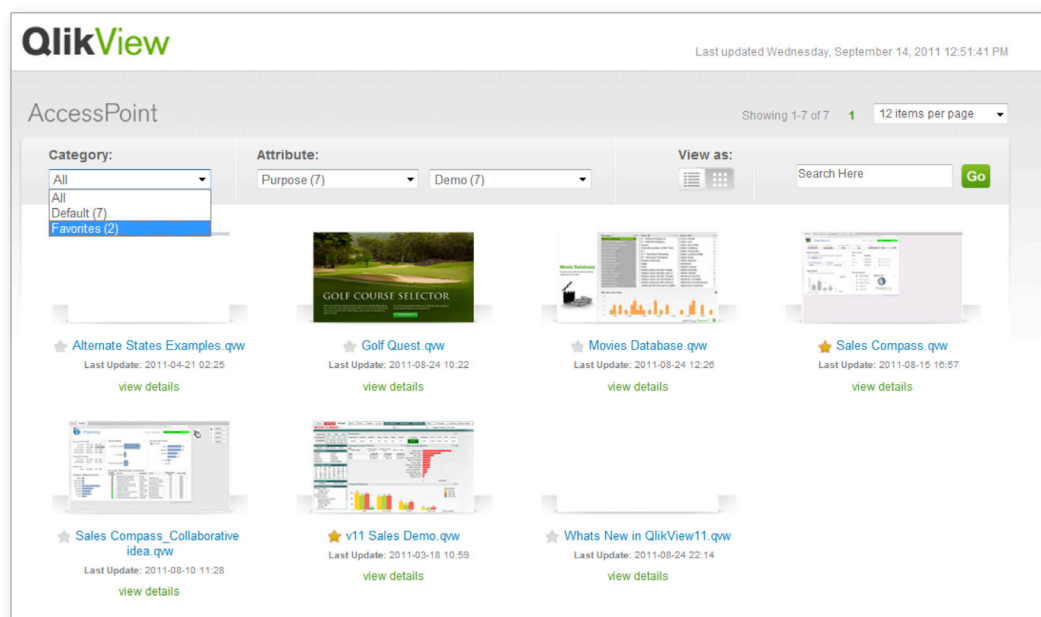 QlikView
Last updated Wednesday, September 14, 2011 12:51:41 PM
AccessPoint
Showing 1-7 of 7 1 12 items per page
Category: Attribute: View as:
All Purpose (7) Demo (7) Search Here Go
All
Default (7)
Favorites (2)
GOLF COURSE SELECTOR
Movie Database
Alternate States Examples.qvw Golf Quest.qvw Movies Database.qvw Sales Compass.qvw
Last Update: 2011-04-21 02:25 Last Update: 2011-08-24 10:22 Last Update: 2011-08-24 12:26 Last Update: 2011-08-15 16:57
view details view details view details view details
Planning
Sales Compass_Collaborative idea.qvw v11 Sales Demo.qvw Whats New in QlikView11.qvw
Last Update: 2011-08-10 11:28 Last Update: 2011-03-18 10:59 Last Update: 2011-08-24 22:14
view details view details view details